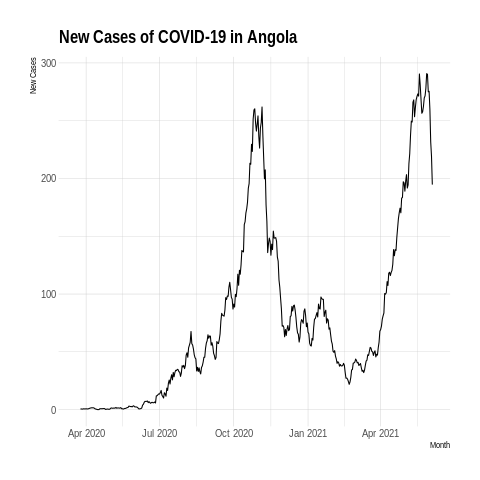 New Cases of COVID-19 in Angola
New Cases
300
200
100
0
Apr 2020 Jul 2020 Oct 2020 Jan 2021 Apr 2021
Month